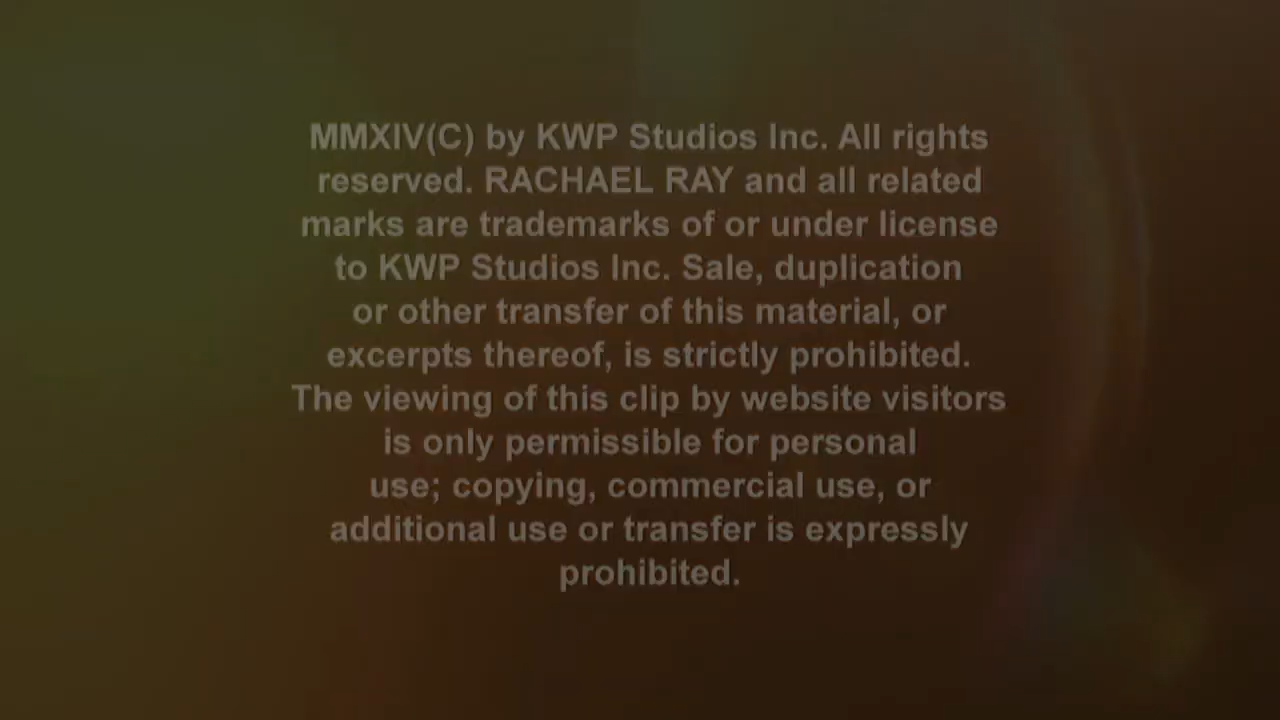 MMXIV(C) by KWP Studios Inc. All rights
reserved. RACHAEL RAY and all related
marks are trademarks of or under license
to KWP Studios Inc. Sale, duplication
or other transfer of this material, or
excerpts thereof, is strictly prohibited.
The viewing of this clip by website visitors
is only permissible for personal
use; copying, commercial use, or
additional use or transfer is expressly
prohibited.